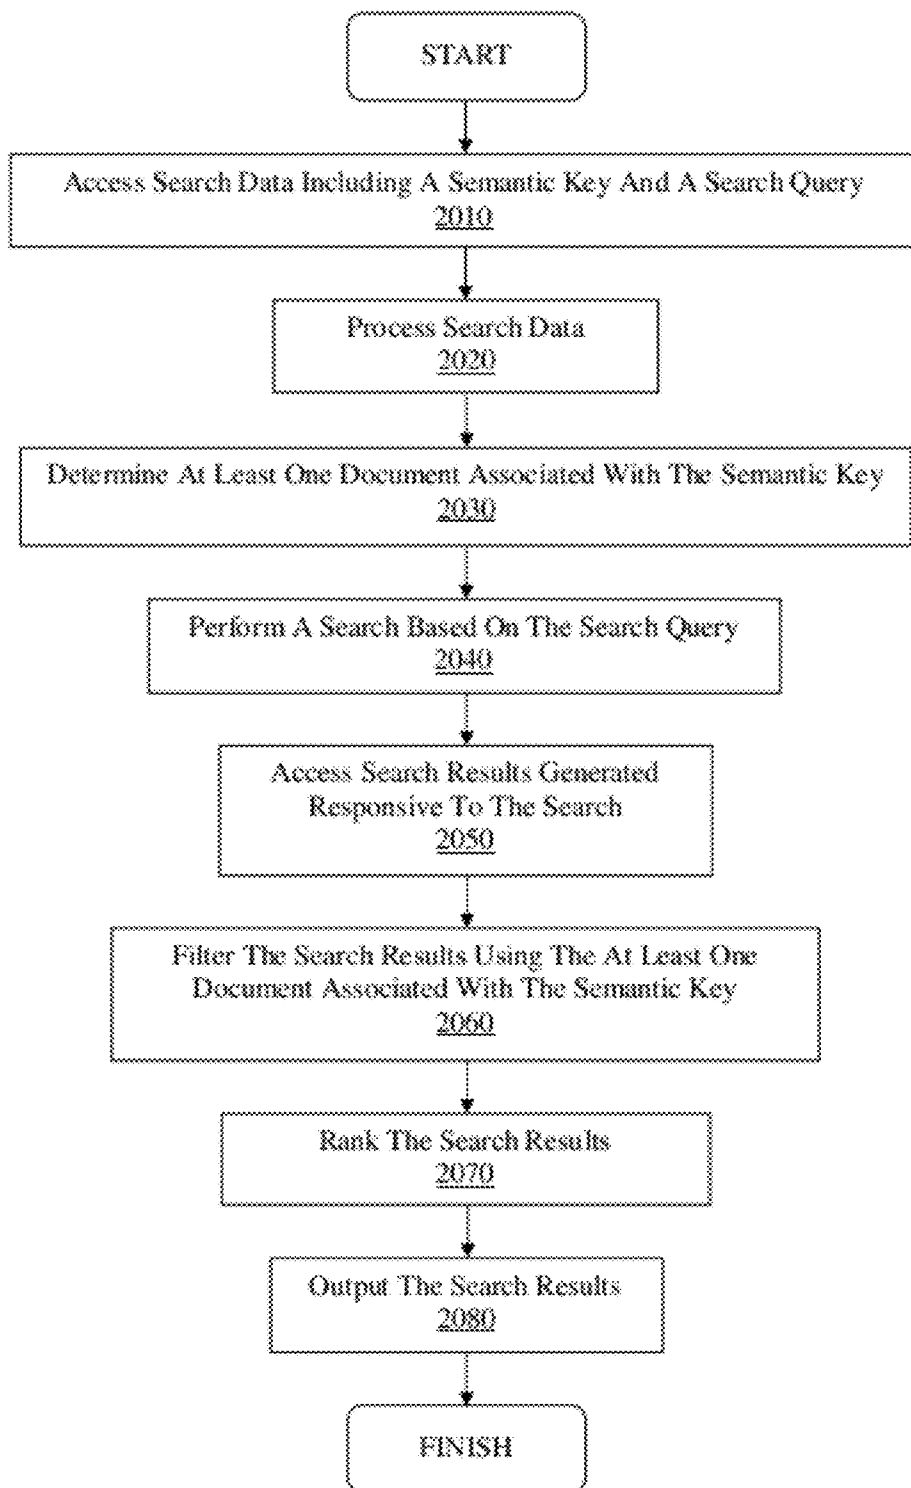 START
Access Search Data Including A Semantic Key And A Search Query
2010
Process Search Data
2020
Determine At Least One Document Associated With The Semantic Key
2030
Perform A Search Based On The Search Query
2040
Access Search Results Generated
Responsive To The Search
2050
Filter The Search Results Using The At Least One
Document Associated With The Semantic Key
2060
Rank The Search Results
2070
Output The Search Results
2080
FINISH